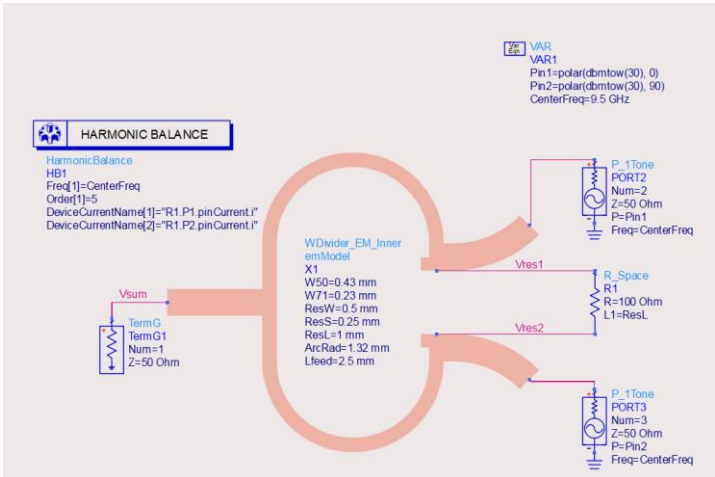 Var
Eqn
VAR
VAR1
Pin1=polar(dbmtow(30), 0)
Pin2=polar(dbmtow(30), 90)
CenterFreq=9.5 GHz
HARMONIC BALANCE
HarmonicBalance
HB1
Freq[1]=CenterFreq
Order[1]=5
DeviceCurrentName[1]="R1.P1.pinCurrent.i"
DeviceCurrentName[2]="R1.P2.pinCurrent.i"
P_1Tone
PORT2
Num=2
Z=50 Ohm
P=Pin1
Freq=CenterFreq
WDivider_EM_Inner
emModel
X1
W50=0.43 mm
W71=0.23 mm
ResW=0.5 mm
ResS=0.25 mm
ResL=1 mm
ArcRad=1.32 mm
Lfeed=2.5 mm
Vres1
R_Space
R1
R=100 Ohm
L1=ResL
Vres2
Vsum
TermG
TermG1
Num=1
Z=50 Ohm
P_1Tone
PORT3
Num=3
Z=50 Ohm
P=Pin2
Freq=CenterFreq